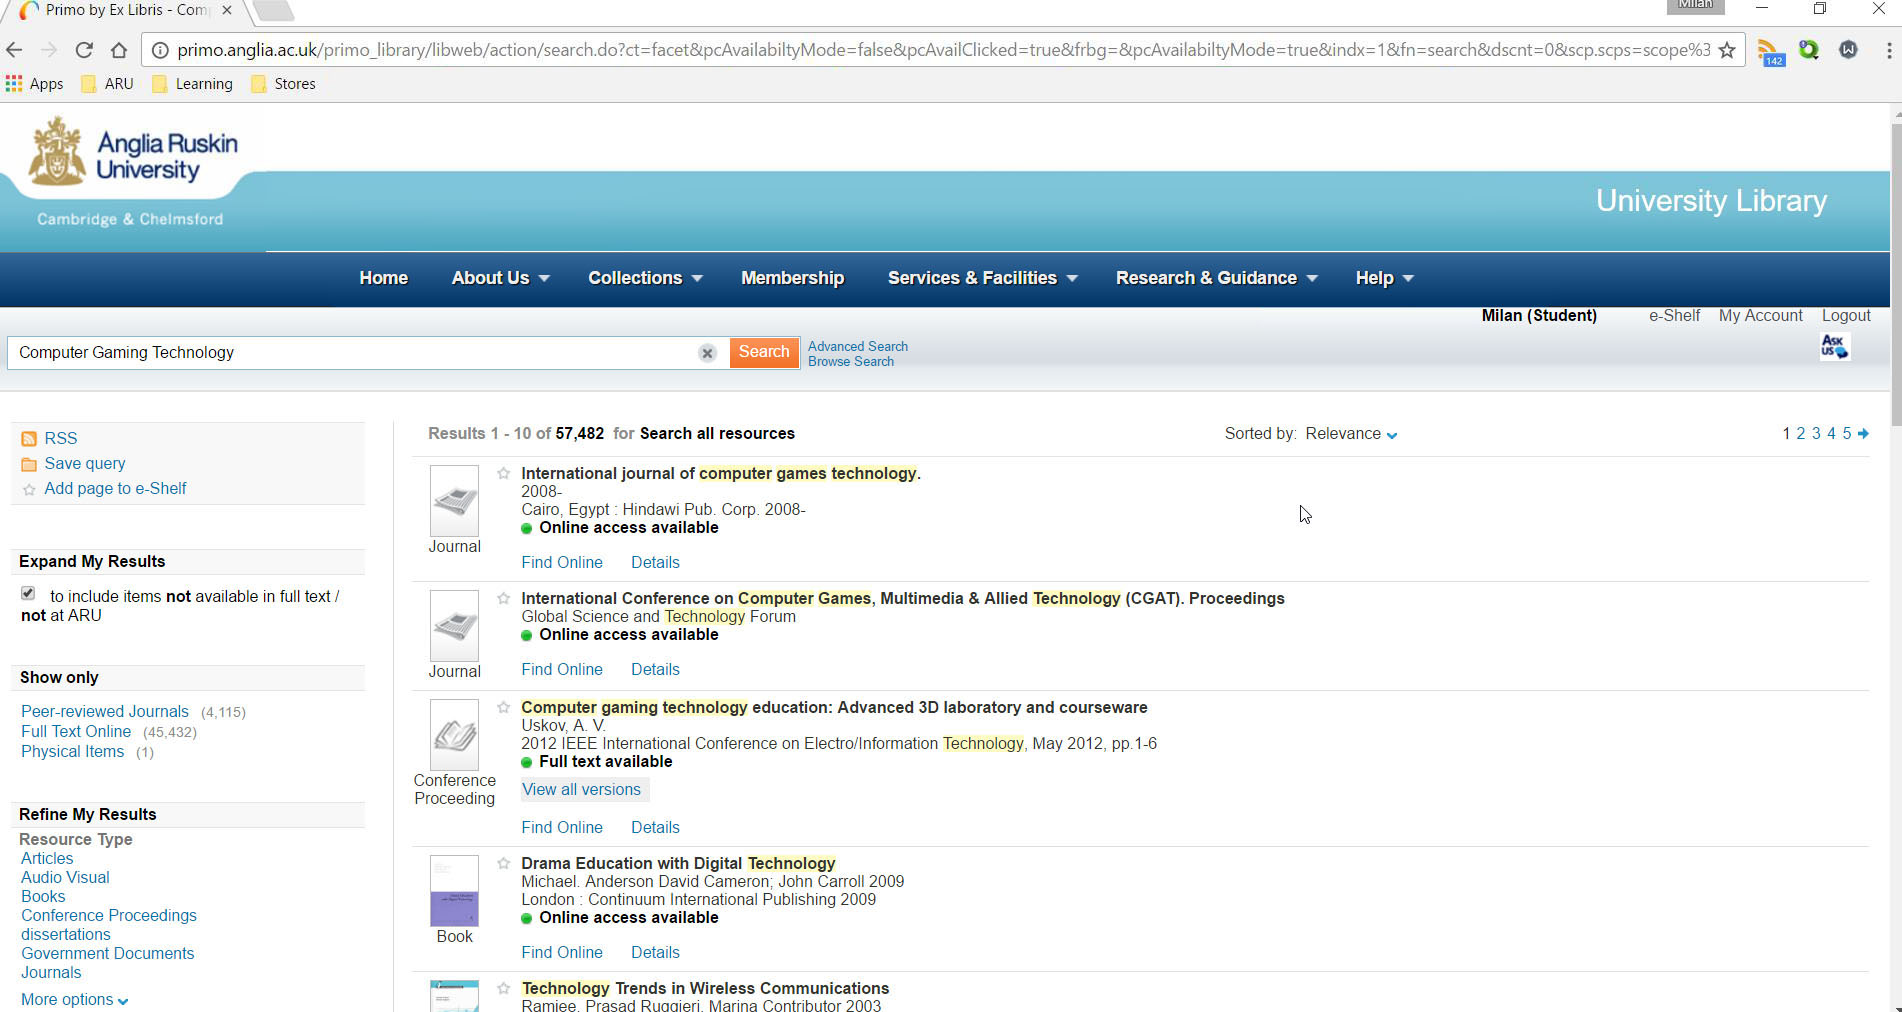 Primo by Ex Libris - Com
Milan
primo.anglia.ac.uk/primo_library/libweb/action/search.do?ct=facet&pcAvailabiltyMode=false&pcAvailClicked=true&frbg=&pcAvailabiltyMode=true&indx=1&fn=search&dscnt=0&scp.scps=scope%3
142
Apps ARU Learning Stores
Anglia Ruskin
University
Cambridge & Chelmsford
University Library
Home About Us Collections Membership Services & Facilities Research & Guidance Help
Milan (Student) e-Shelf My Account Logout
Computer Gaming Technology
Search
Advanced Search
Browse Search
ASK
US
RSS
Save query
Add page to e-Shelf
Expand My Results
to include items not available in full text /
not at ARU
Show only
Peer-reviewed Journals (4,115)
Full Text Online (45,432)
Physical Items (1)
Refine My Results
Resource Type
Articles
Audio Visual
Books
Conference Proceedings
dissertations
Government Documents
Journals
More options
Results 1 - 10 of 57,482 for Search all resources
Sorted by: Relevance
1 2 3 4 5
Journal
International journal of computer games technology.
2008-
Cairo, Egypt : Hindawi Pub. Corp. 2008-
Online access available
Find Online Details
Journal
International Conference on Computer Games, Multimedia & Allied Technology (CGAT). Proceedings
Global Science and Technology Forum
Online access available
Find Online Details
Conference
Proceeding
Computer gaming technology education: Advanced 3D laboratory and courseware
Uskov, A. V.
2012 IEEE International Conference on Electro/Information Technology, May 2012, pp.1-6
Full text available
View all versions
Find Online Details
Book
Drama Education with Digital Technology
Michael. Anderson David Cameron; John Carroll 2009
London : Continuum International Publishing 2009
Online access available
Find Online Details
Technology Trends in Wireless Communications
Ramjee. Prasad Ruggieri, Marina Contributor 2003